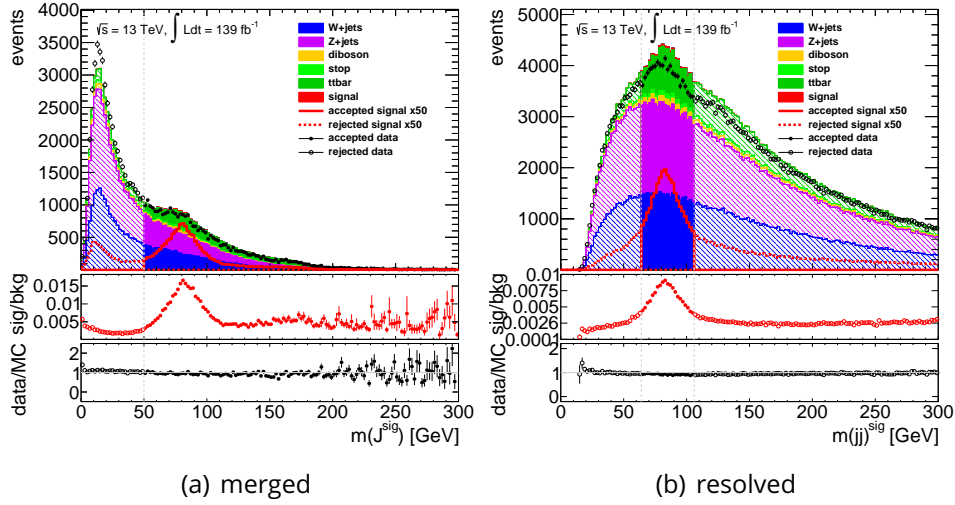 events
4000
3500
3000
2500
2000
1500
1000
500
√s = 13 TeV, ∫ Ldt = 139 fb⁻¹
W+jets
Z+jets
diboson
stop
ttbar
signal
accepted signal x50
rejected signal x50
accepted data
rejected data
sig/bkg
0.015
0.01
0.005
data/MC
2
1
0 50 100 150 200 250 300
m(J^sig) [GeV]
(a) merged
events
5000
4000
3000
2000
1000
√s = 13 TeV, ∫ Ldt = 139 fb⁻¹
W+jets
Z+jets
diboson
stop
ttbar
signal
accepted signal x50
rejected signal x50
accepted data
rejected data
sig/bkg
0.01
0.0075
0.005
0.0026
0.0001
data/MC
2
1
0 50 100 150 200 250 300
m(jj)^sig [GeV]
(b) resolved